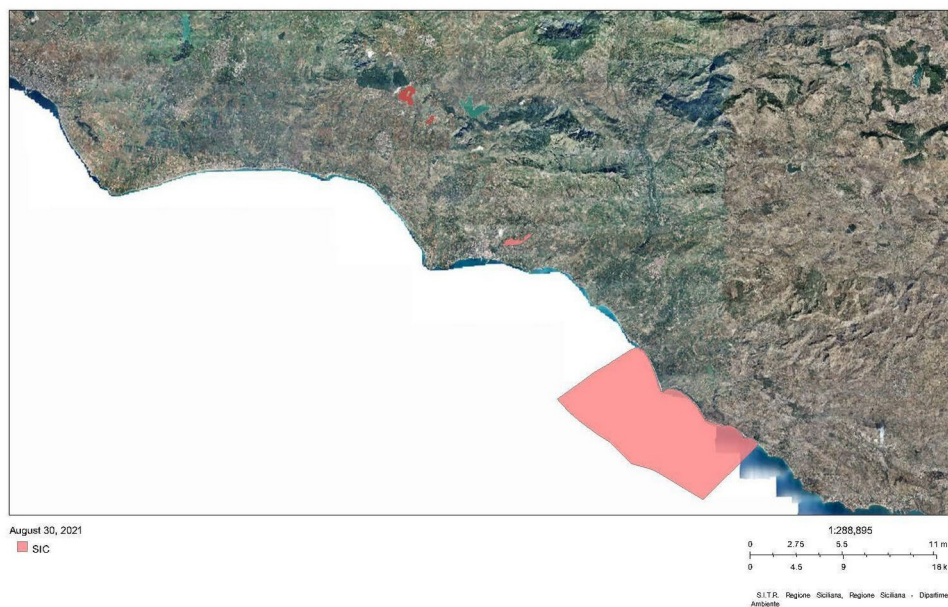 August 30, 2021
SIC
1:288,895
0 2.75 5.5 11 m
0 4.5 9 18 k
S.I.T.R. Regione Siciliana, Regione Siciliana - Dipartime
Ambiente